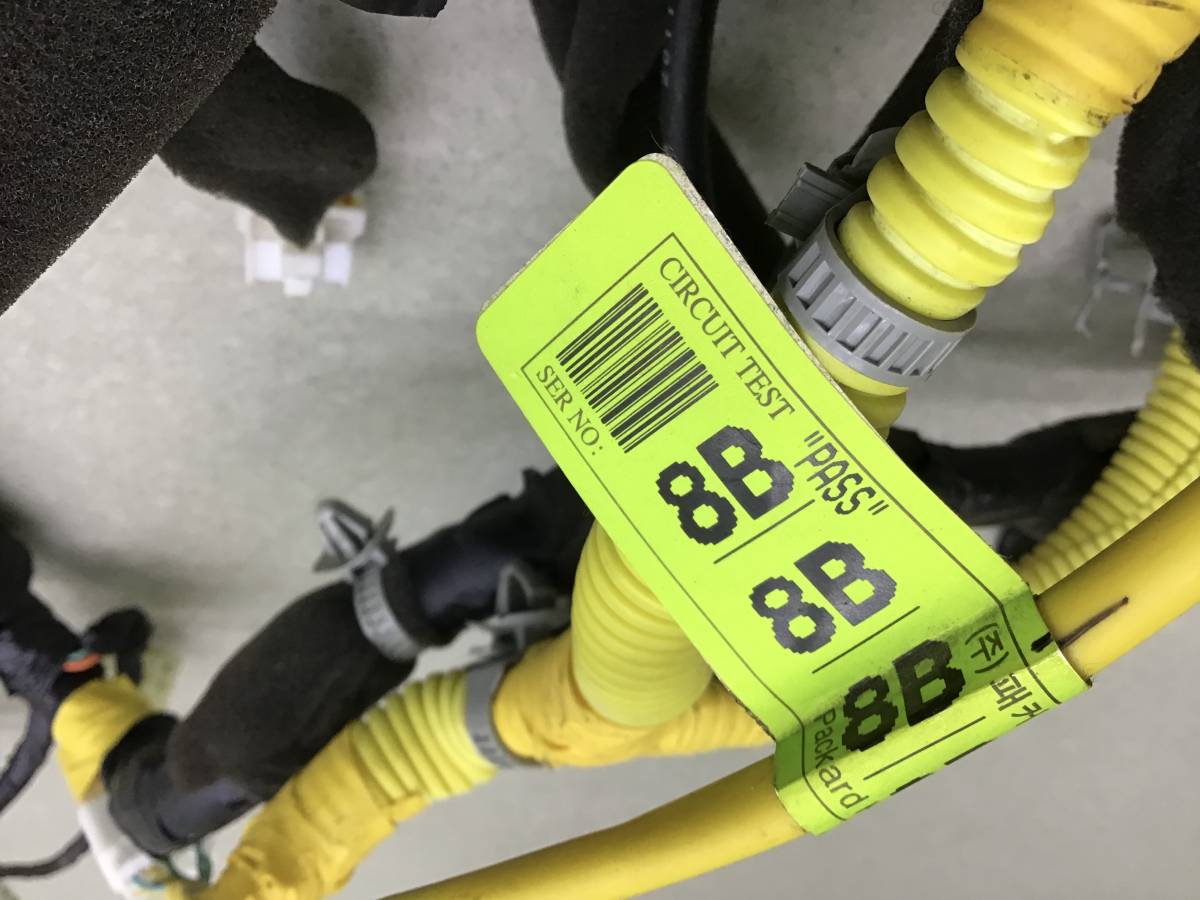 CIRCUIT TEST
SER NO:
"PASS"
8B
8B
8B
(주)패커
Packard